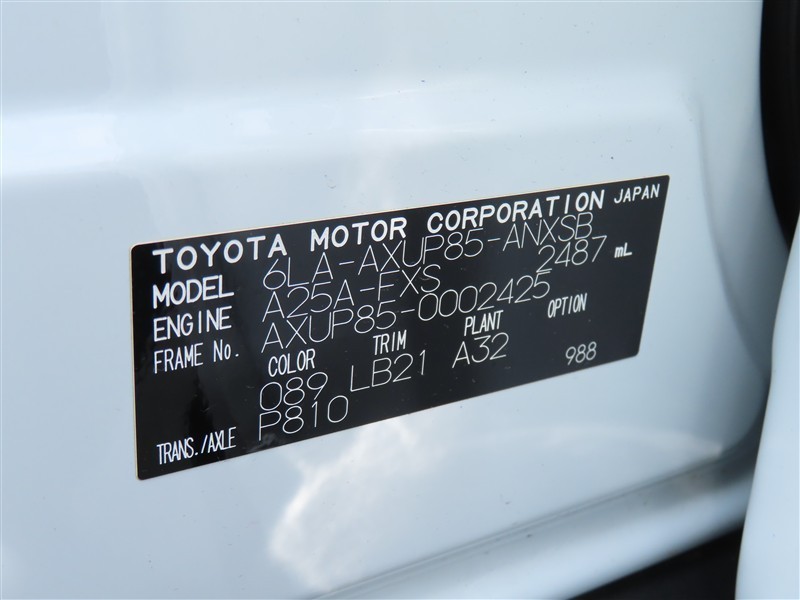 TOYOTA MOTOR CORPORATION JAPAN
MODEL 6LA-AXUP85-ANXSB
ENGINE A25A-FXS 2487 mL
FRAME No. AXUP85-0002425
COLOR TRIM PLANT OPTION
089 LB21 A32 988
TRANS./AXLE P810